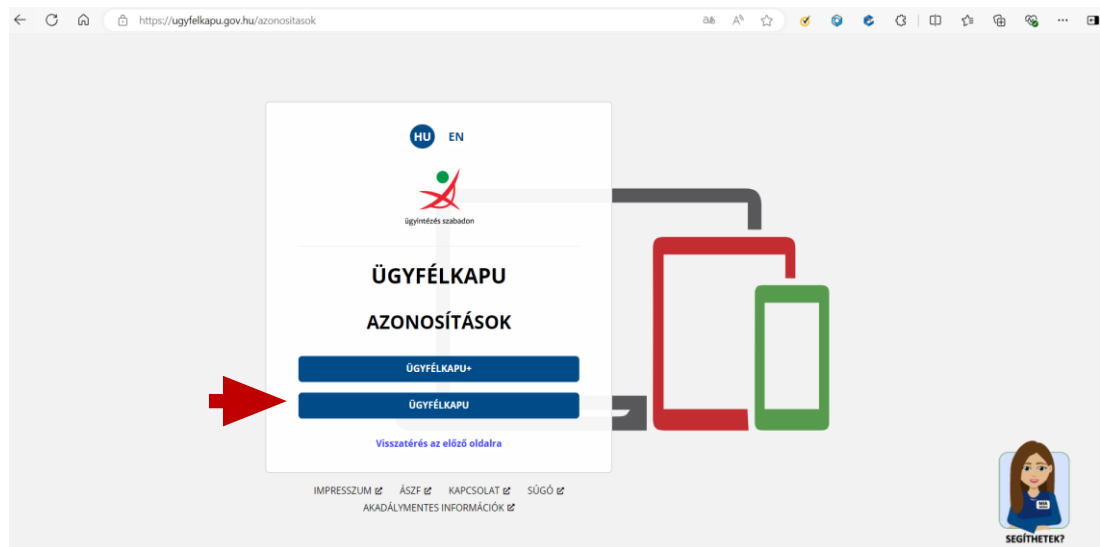 https://ugyfelkapu.gov.hu/azonositasok
HU EN
ügyintézés szabadon
ÜGYFÉLKAPU
AZONOSÍTÁSOK
ÜGYFÉLKAPU+
ÜGYFÉLKAPU
Visszatérés az előző oldalra
IMPRESSZUM ÁSZF KAPCSOLAT SÚGÓ
AKADÁLYMENTES INFORMÁCIÓK
SEGÍTHETEK?